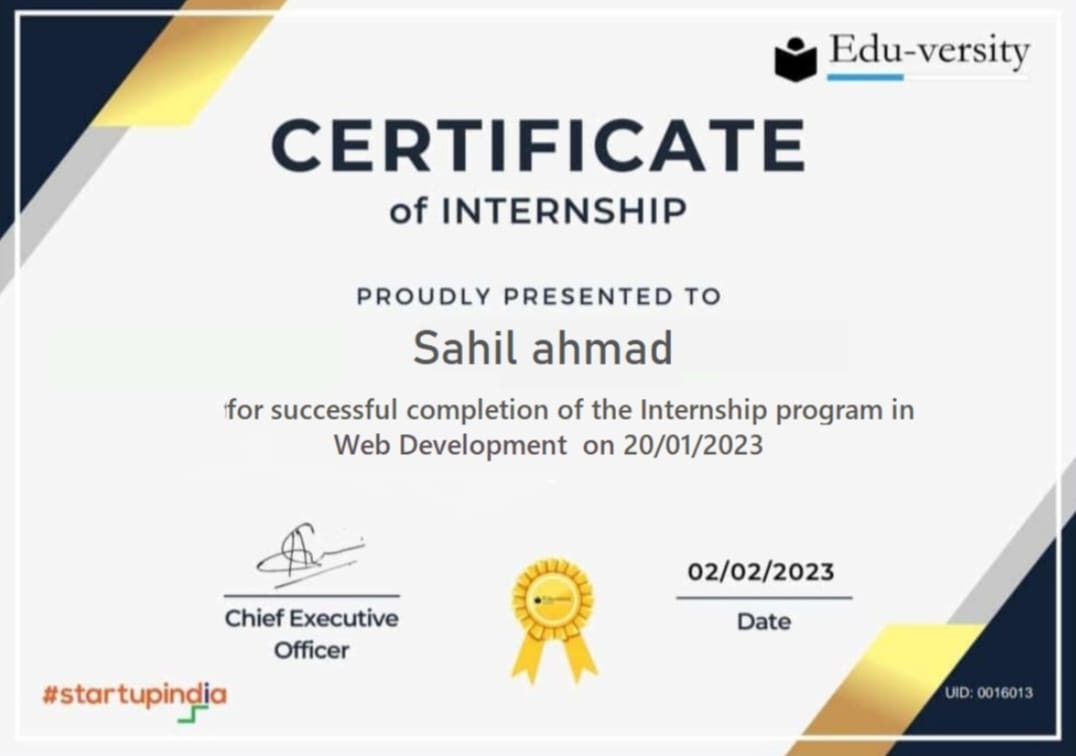 Edu-versity
CERTIFICATE
of INTERNSHIP
PROUDLY PRESENTED TO
Sahil ahmad
for successful completion of the Internship program in
Web Development on 20/01/2023
02/02/2023
Chief Executive
Officer
Date
#startupindia
UID: 0016013